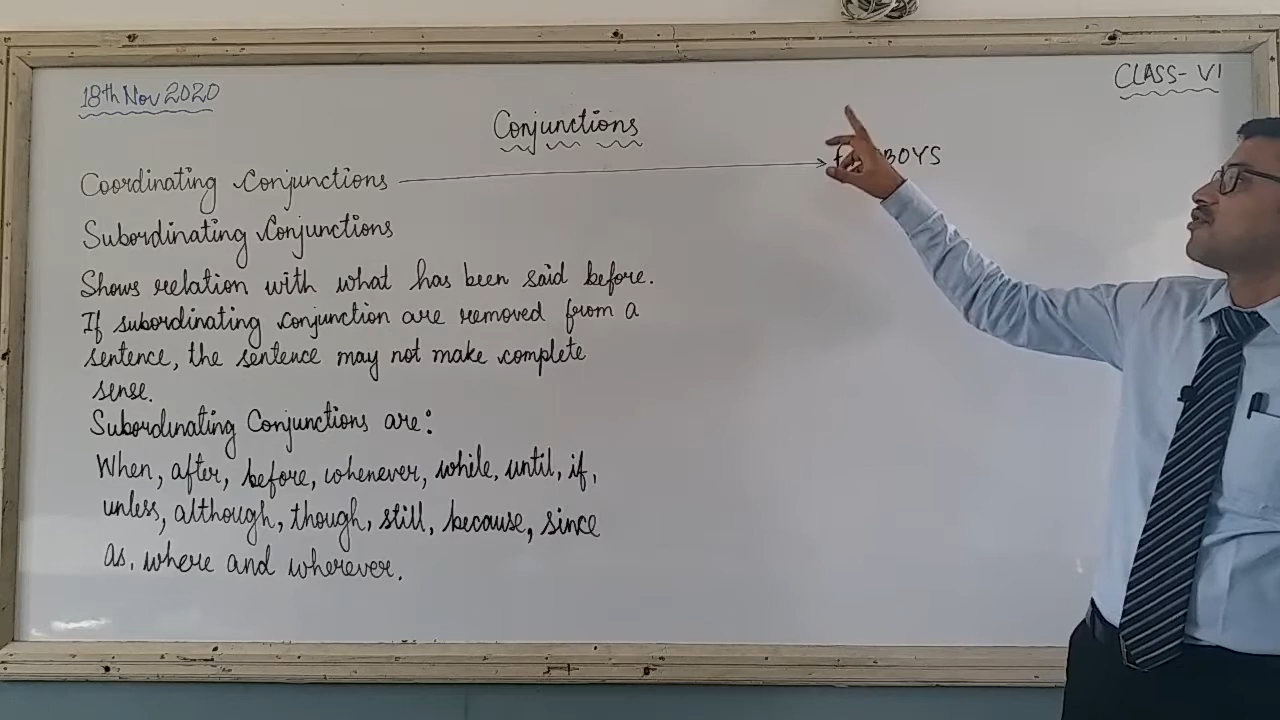 18th Nov 2020
CLASS- VI
Conjunctions
Coordinating Conjunctions
Subordinating Conjunctions
Shows relation with what has been said before.
If subordinating conjunction are removed from a
sentence, the sentence may not make complete
sense.
Subordinating Conjunctions are:
When, after, before, whenever, while, until, if,
unless, although, though, still, because, since
as, where and wherever.